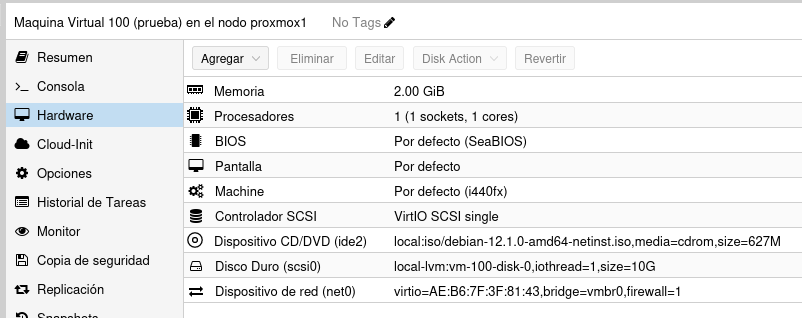 Maquina Virtual 100 (prueba) en el nodo proxmox1 No Tags
Resumen
Consola
Hardware
Cloud-Init
Opciones
Historial de Tareas
Monitor
Copia de seguridad
Replicación
Snapshots
Agregar Eliminar Editar Disk Action Revertir
Memoria 2.00 GiB
Procesadores 1 (1 sockets, 1 cores)
BIOS Por defecto (SeaBIOS)
Pantalla Por defecto
Machine Por defecto (i440fx)
Controlador SCSI VirtIO SCSI single
Dispositivo CD/DVD (ide2) local:iso/debian-12.1.0-amd64-netinst.iso,media=cdrom,size=627M
Disco Duro (scsi0) local-lvm:vm-100-disk-0,iothread=1,size=10G
Dispositivo de red (net0) virtio=AE:B6:7F:3F:81:43,bridge=vmbr0,firewall=1